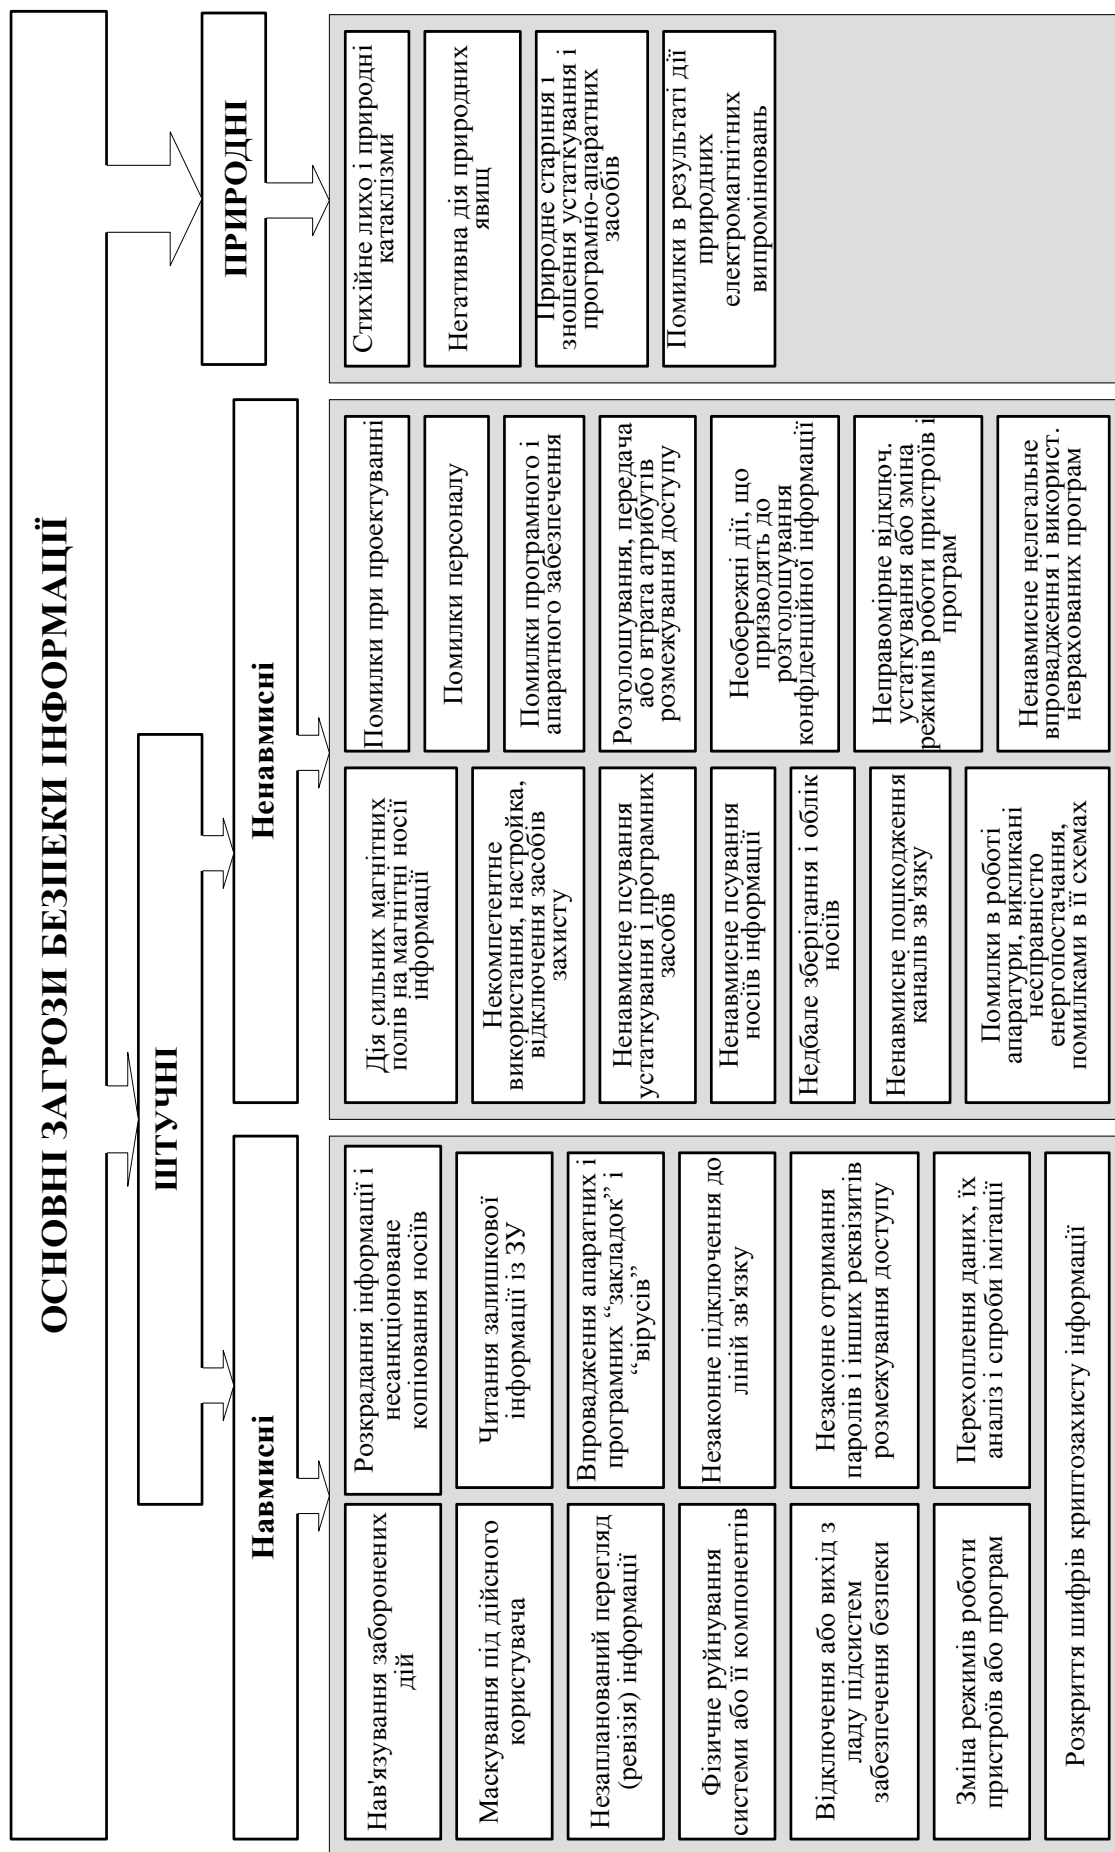 ОСНОВНІ ЗАГРОЗИ БЕЗПЕКИ ІНФОРМАЦІЇ
ШТУЧНІ
ПРИРОДНІ
Навмисні
Ненавмисні
Нав'язування заборонених
дій
Маскування під дійсного
користувача
Незапланований перегляд
(ревізія) інформації
Фізичне руйнування
системи або її компонентів
Відключення або вихід з
ладу підсистем
забезпечення безпеки
Зміна режимів роботи
пристроїв або програм
Розкрадання інформації і
несанкціоноване
копіювання носіїв
Читання залишкової
інформації із ЗУ
Впровадження апаратних і
програмних “закладок” і
“вірусів”
Незаконне підключення до
ліній зв'язку
Незаконне отримання
паролів і інших реквізитів
розмежування доступу
Перехоплення даних, їх
аналіз і спроби імітації
Розкриття шифрів криптозахисту інформації
Дія сильних магнітних
полів на магнітні носії
інформації
Некомпетентне
використання, настройка,
відключення засобів
захисту
Ненавмисне псування
устаткування і програмних
засобів
Ненавмисне псування
носіїв інформації
Недбале зберігання і облік
носіїв
Ненавмисне пошкодження
каналів зв'язку
Помилки в роботі
апаратури, викликані
несправністю
енергопостачання,
помилками в її схемах
Помилки при проектуванні
Помилки персоналу
Помилки програмного і
апаратного забезпечення
Розголошування, передача
або втрата атрибутів
розмежування доступу
Необережні дії, що
призводять до
розголошування
конфіденційної інформації
Неправомірне відключ.
устаткування або зміна
режимів роботи пристроїв і
програм
Ненавмисне нелегальне
впровадження і використ.
неврахованих програм
Стихійне лихо і природні
катаклізми
Негативна дія природних
явищ
Природне старіння і
зношення устаткування і
програмно-апаратних
засобів
Помилки в результаті дії
природних
електромагнітних
випромінювань